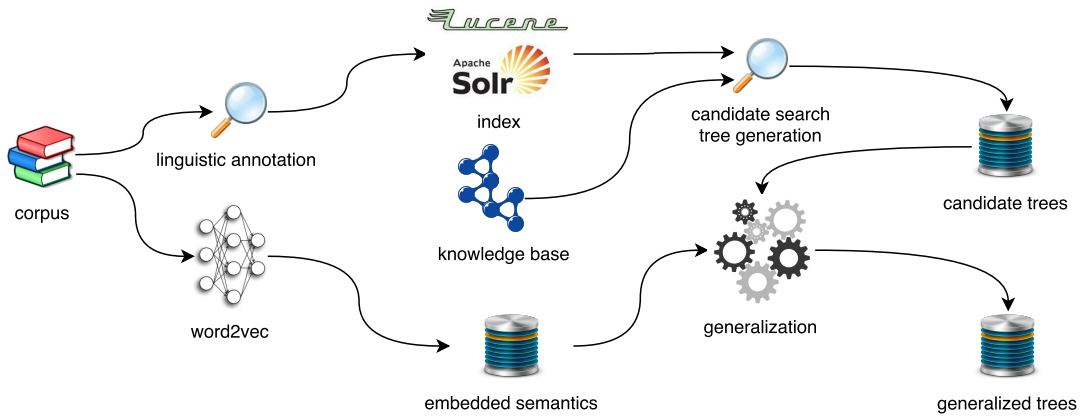 Lucene
Apache
Solr
index
candidate search
tree generation
linguistic annotation
corpus
candidate trees
knowledge base
word2vec
generalization
embedded semantics
generalized trees